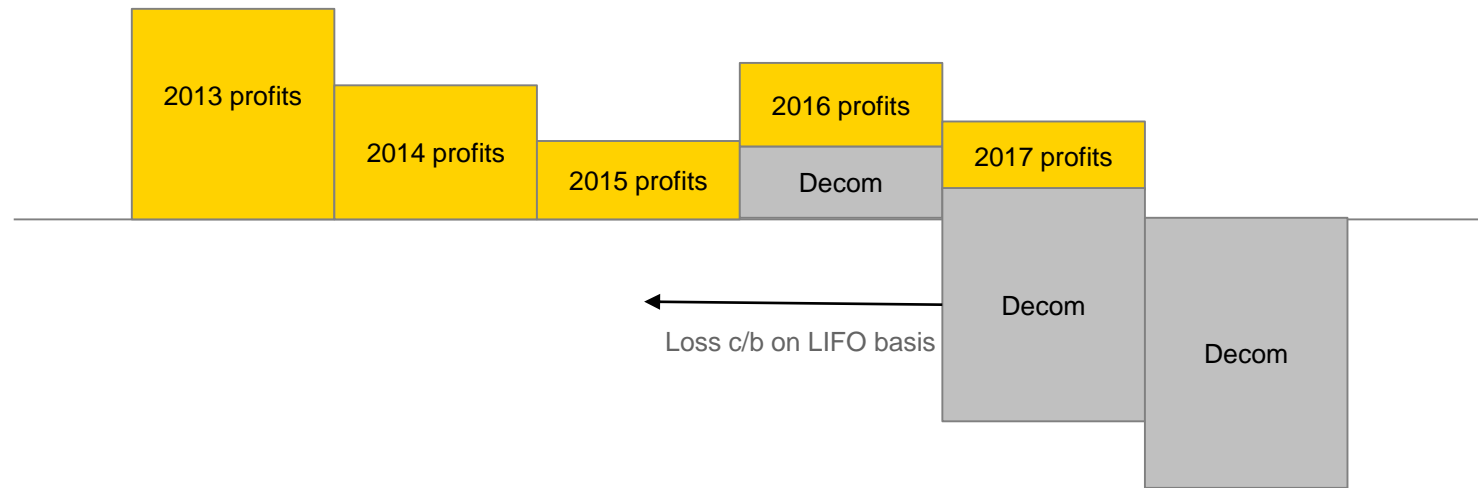 2013 profits
2014 profits
2015 profits
2016 profits
Decom
2017 profits
Decom
Decom
Loss c/b on LIFO basis